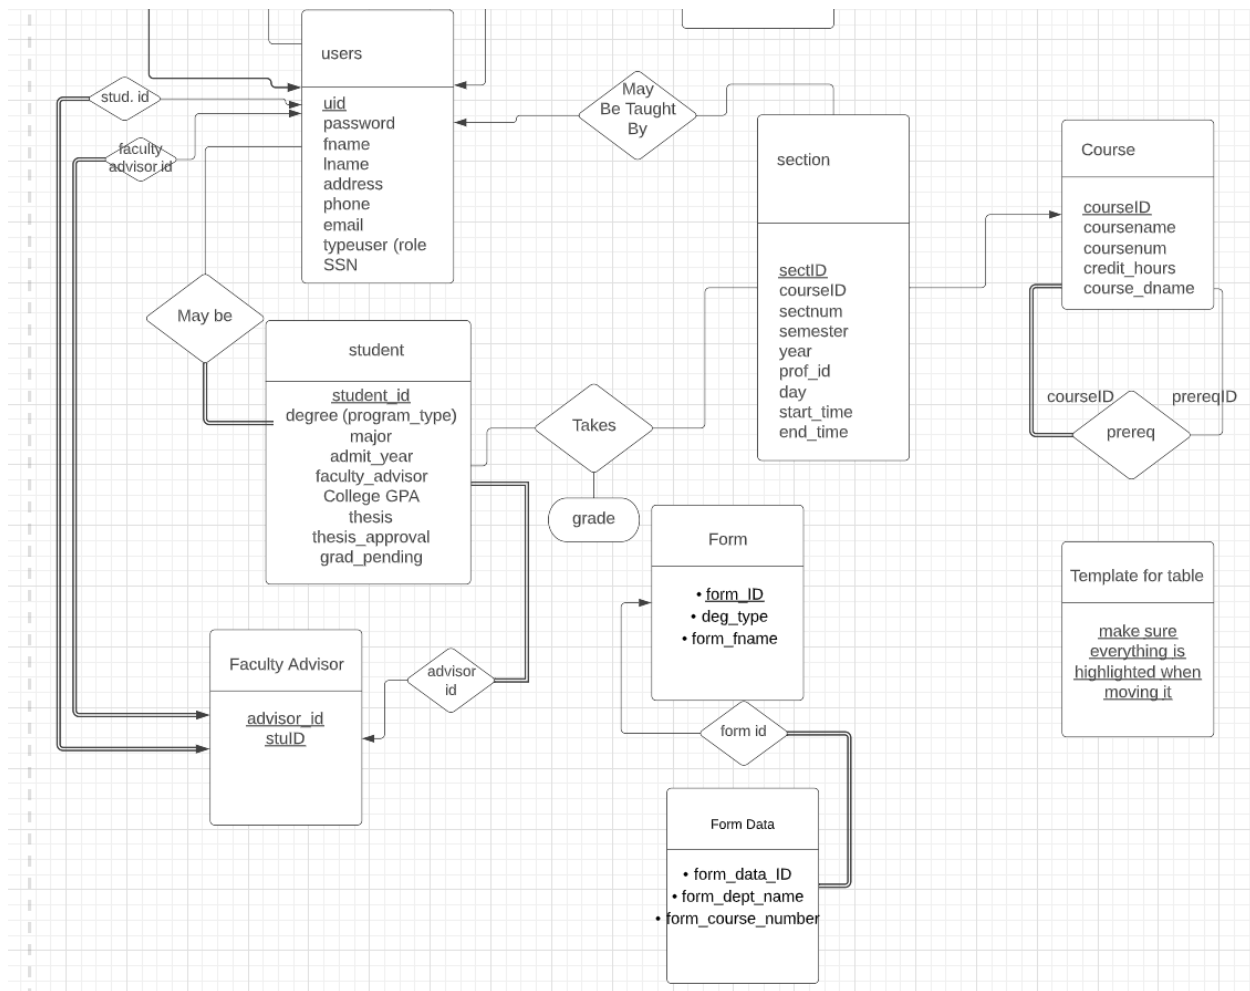 users
uid
password
fname
lname
address
phone
email
typeuser (role
SSN
stud. id
faculty
advisor id
May
Be Taught
By
section
sectID
courseID
sectnum
semester
year
prof_id
day
start_time
end_time
Course
courseID
coursename
coursenum
credit_hours
course_dname
May be
student
student_id
degree (program_type)
major
admit_year
faculty_advisor
College GPA
thesis
thesis_approval
grad_pending
Takes
grade
courseID
prereqID
prereq
Form
• form_ID
• deg_type
• form_fname
Template for table
make sure
everything is
highlighted when
moving it
Faculty Advisor
advisor_id
stuID
advisor
id
form id
Form Data
• form_data_ID
• form_dept_name
• form_course_number